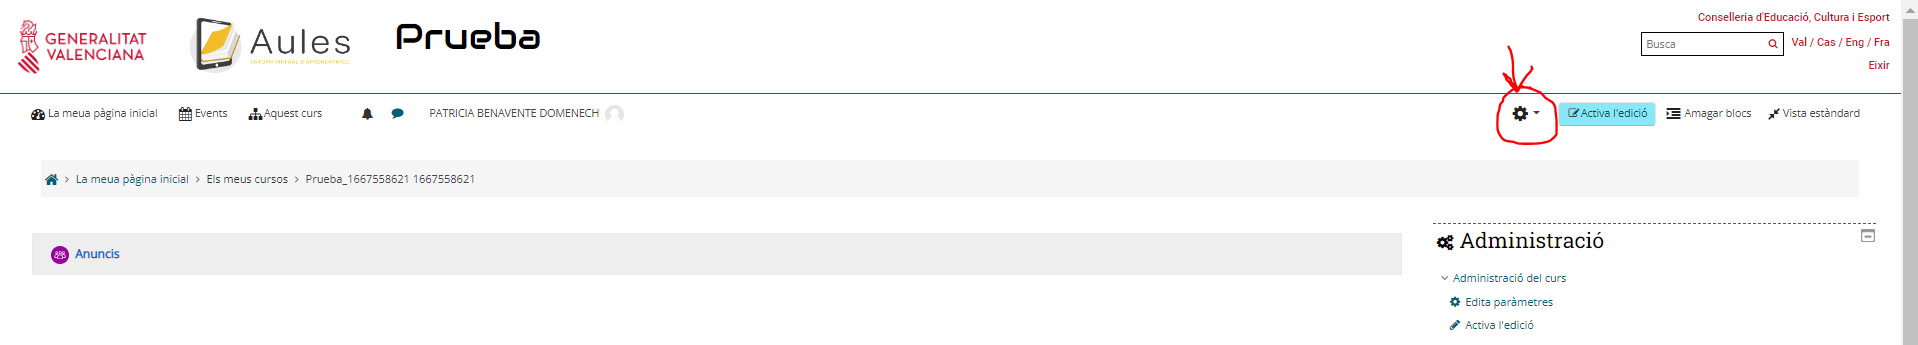 GENERALITAT
VALENCIANA
Aules
ENTORN VIRTUAL D'APRENENTATGE
Prueba
Conselleria d'Educació, Cultura i Esport
Busca
Val / Cas / Eng / Fra
Eixir
La meua pàgina inicial
Events
Aquest curs
PATRICIA BENAVENTE DOMENECH
Activa l'edició
Amagar blocs
Vista estàndard
La meua pàgina inicial > Els meus cursos > Prueba_1667558621 1667558621
Anuncis
Administració
Administració del curs
Edita paràmetres
Activa l'edició